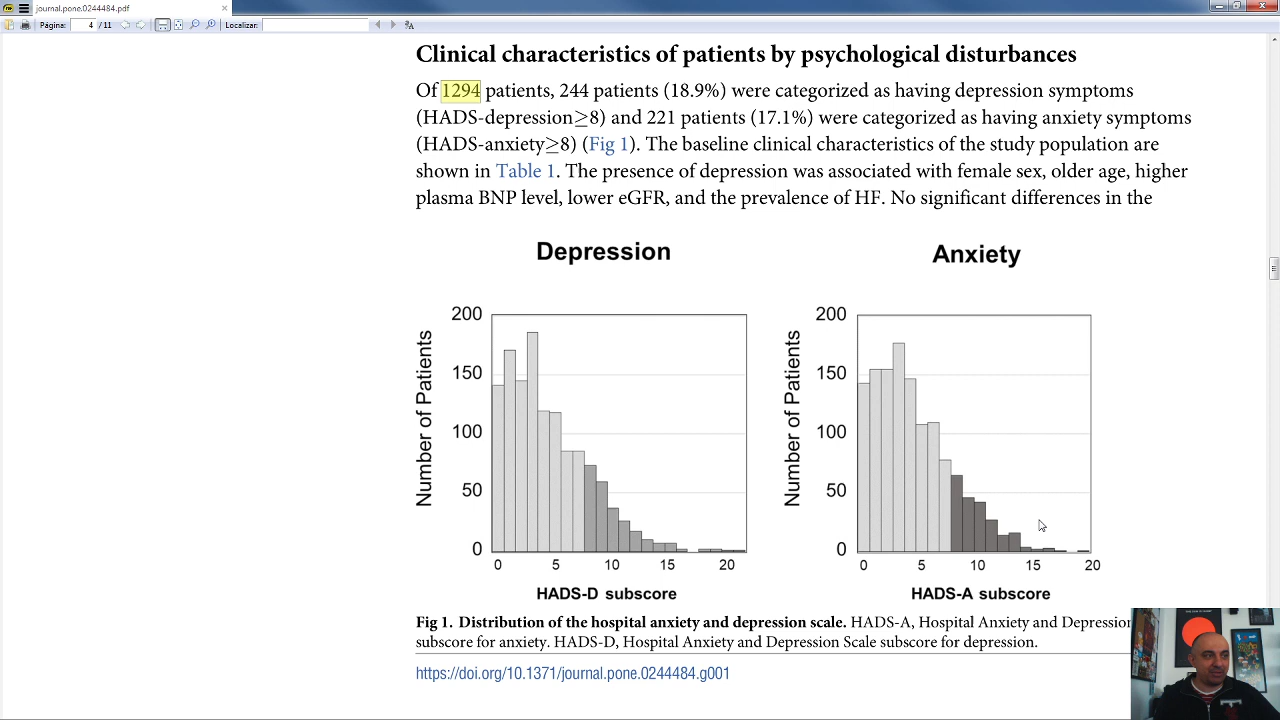 journal.pone.0244484.pdf
Página: 4 / 11 Localizar:
Clinical characteristics of patients by psychological disturbances
Of 1294 patients, 244 patients (18.9%) were categorized as having depression symptoms
(HADS-depression≥8) and 221 patients (17.1%) were categorized as having anxiety symptoms
(HADS-anxiety≥8) (Fig 1). The baseline clinical characteristics of the study population are
shown in Table 1. The presence of depression was associated with female sex, older age, higher
plasma BNP level, lower eGFR, and the prevalence of HF. No significant differences in the
Depression
200
150
100
50
0
Number of Patients
0 5 10 15 20
HADS-D subscore
Anxiety
200
150
100
50
0
Number of Patients
0 5 10 15 20
HADS-A subscore
Fig 1. Distribution of the hospital anxiety and depression scale. HADS-A, Hospital Anxiety and Depression
subscore for anxiety. HADS-D, Hospital Anxiety and Depression Scale subscore for depression.
https://doi.org/10.1371/journal.pone.0244484.g001